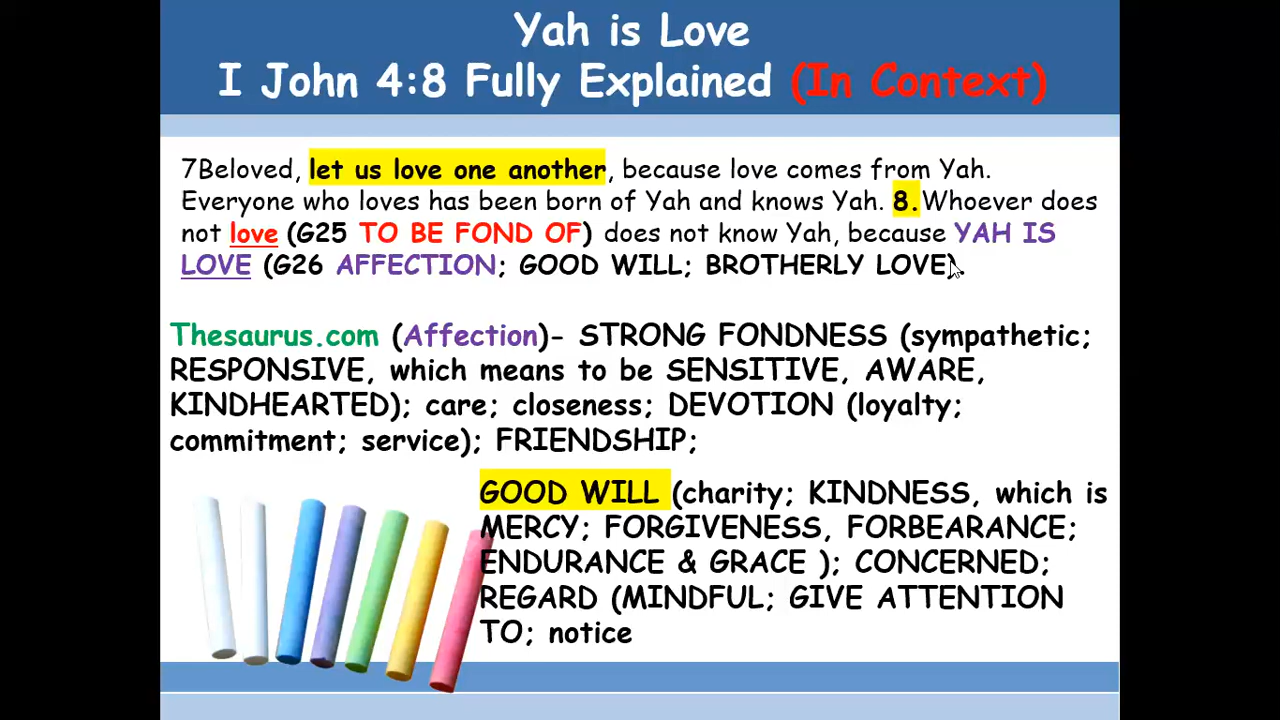 Yah is Love
I John 4:8 Fully Explained (In Context)
7Beloved, let us love one another, because love comes from Yah.
Everyone who loves has been born of Yah and knows Yah. 8.Whoever does
not love (G25 TO BE FOND OF) does not know Yah, because YAH IS
LOVE (G26 AFFECTION; GOOD WILL; BROTHERLY LOVE).
Thesaurus.com (Affection)- STRONG FONDNESS (sympathetic;
RESPONSIVE, which means to be SENSITIVE, AWARE,
KINDHEARTED); care; closeness; DEVOTION (loyalty;
commitment; service); FRIENDSHIP;
GOOD WILL (charity; KINDNESS, which is
MERCY; FORGIVENESS, FORBEARANCE;
ENDURANCE & GRACE ); CONCERNED;
REGARD (MINDFUL; GIVE ATTENTION
TO; notice